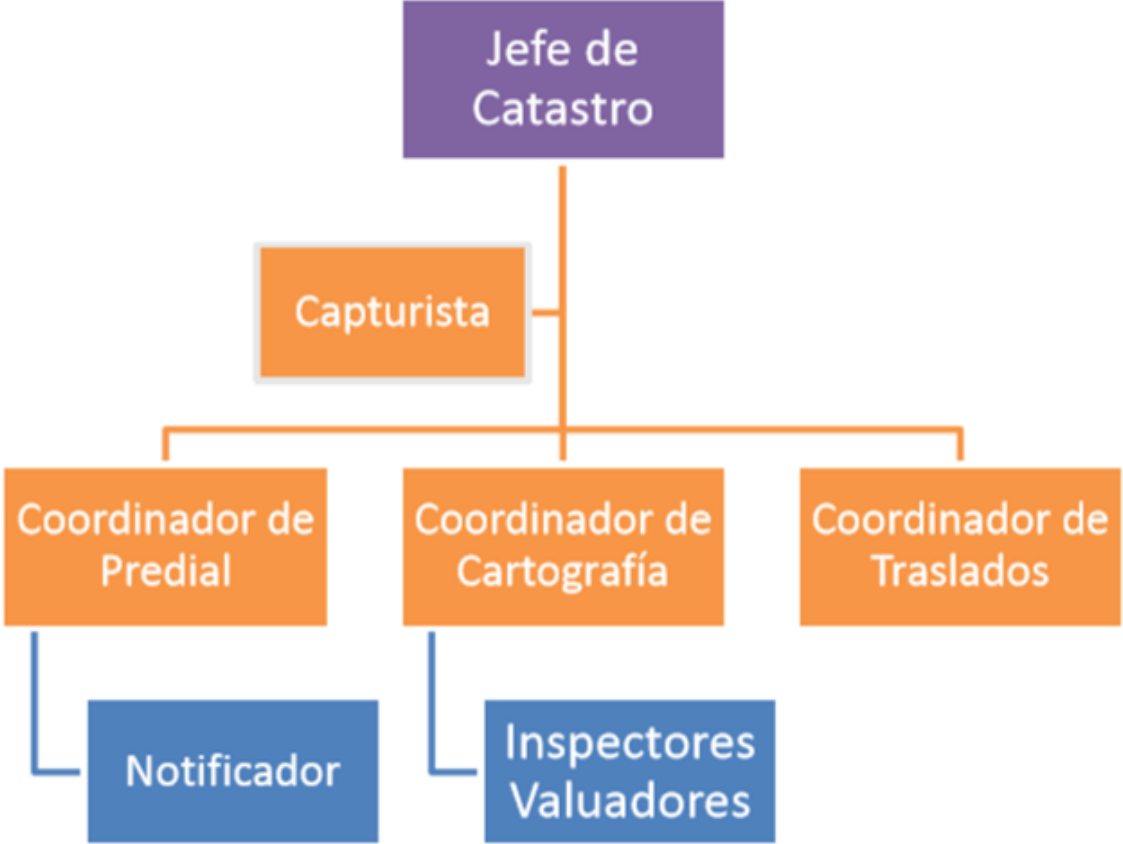 Jefe de
Catastro
Capturista
Coordinador de
Predial
Coordinador de
Cartografía
Coordinador de
Traslados
Notificador
Inspectores
Valuadores